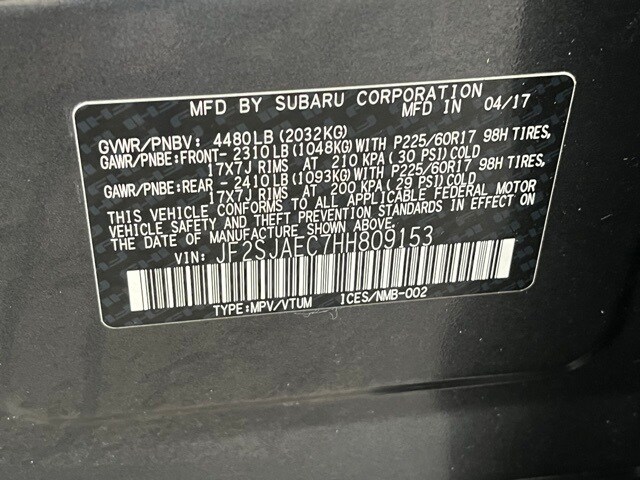 MFD BY SUBARU CORPORATION
MFD IN 04/17
GVWR/PNBV: 4480LB(2032KG)
GAWR/PNBE:FRONT- 2310LB(1048KG)WITH P225/60R17 98H TIRES,
17X7J RIMS AT 210 KPA(30 PSI)COLD
GAWR/PNBE:REAR - 2410LB(1093KG)WITH P225/60R17 98H TIRES,
17X7J RIMS AT 200 KPA(29 PSI)COLD
THIS VEHICLE CONFORMS TO ALL APPLICABLE FEDERAL MOTOR
VEHICLE SAFETY AND THEFT PREVENTION STANDARDS IN EFFECT ON
THE DATE OF MANUFACTURE SHOWN ABOVE.
VIN: JF2SJAEC7HH809153
TYPE:MPV/VTUM ICES/NMB-002